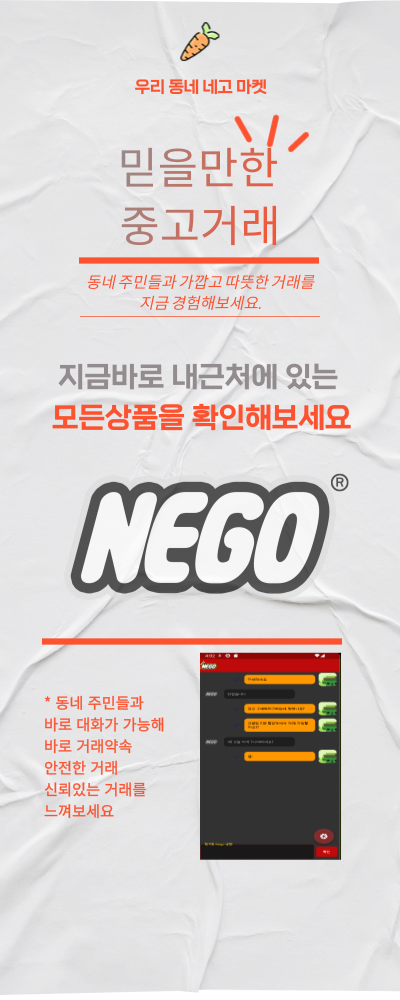 우리 동네 네고 마켓
믿을만한
중고거래
동네 주민들과 가깝고 따뜻한 거래를
지금 경험해보세요.
지금바로 내근처에 있는
모든상품을 확인해보세요
NEGO
®
* 동네 주민들과
바로 대화가 가능해
바로 거래약속
안전한 거래
신뢰있는 거래를
느껴보세요
NEGO